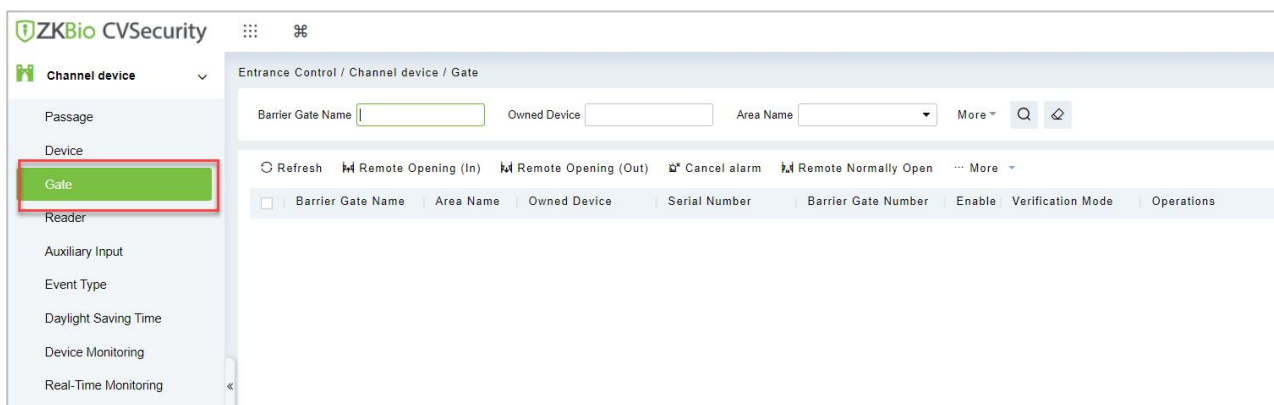 ZKBio CVSecurity
Channel device
Entrance Control / Channel device / Gate
Passage
Device
Gate
Reader
Auxiliary Input
Event Type
Daylight Saving Time
Device Monitoring
Real-Time Monitoring
Barrier Gate Name Owned Device Area Name More
Refresh Remote Opening (In) Remote Opening (Out) Cancel alarm Remote Normally Open ··· More
Barrier Gate Name Area Name Owned Device Serial Number Barrier Gate Number Enable Verification Mode Operations